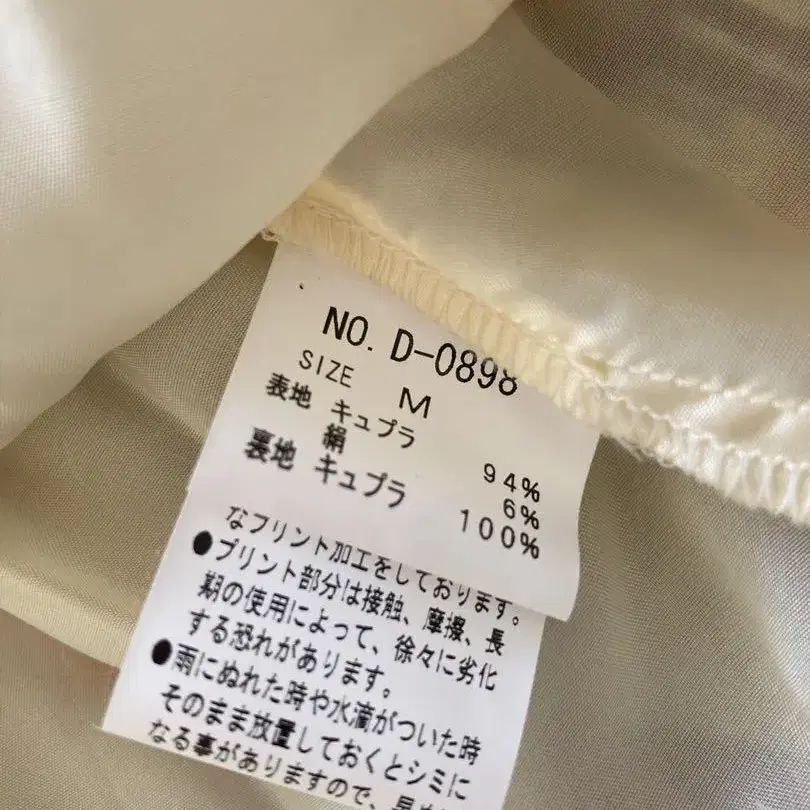 NO. D-0898
SIZE M
表地 キュプラ 94%
絹 6%
裏地 キュプラ 100%
なプリント加工をしております。
●プリント部分は接触、摩擦、長
期の使用によって、徐々に劣化
する恐れがあります。
●雨にぬれた時や水滴がついた時
そのまま放置しておくとシミに
なる事がありますので、早め